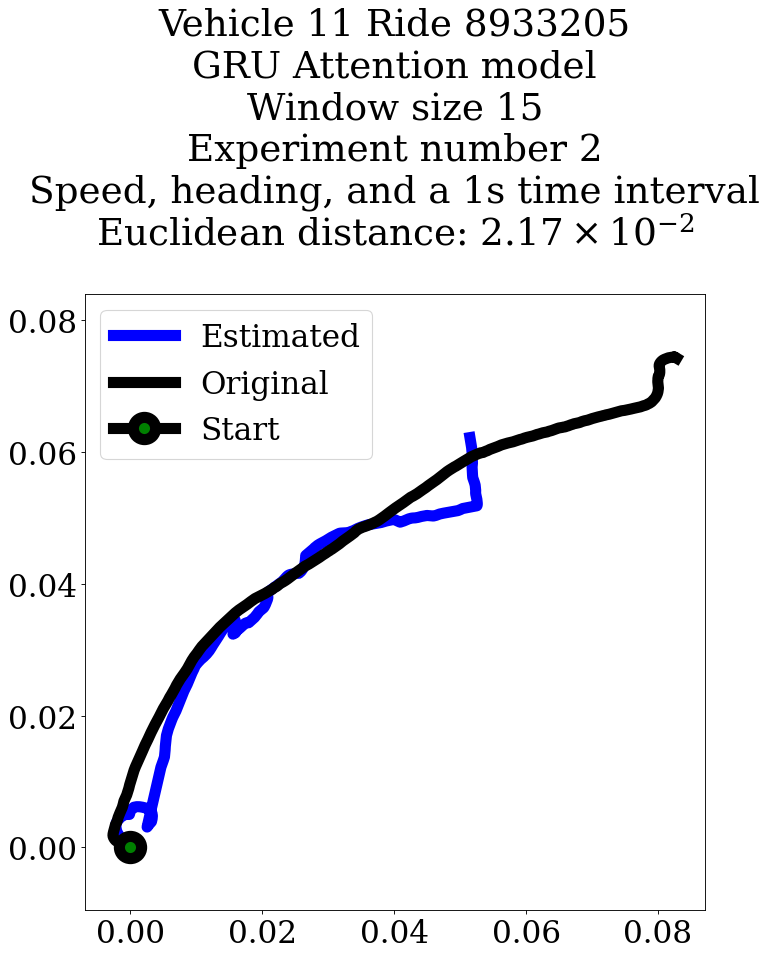 Vehicle 11 Ride 8933205
GRU Attention model
Window size 15
Experiment number 2
Speed, heading, and a 1s time interval
Euclidean distance: 2.17 × 10⁻²
0.08
0.06
0.04
0.02
0.00
Estimated
Original
Start
0.00 0.02 0.04 0.06 0.08